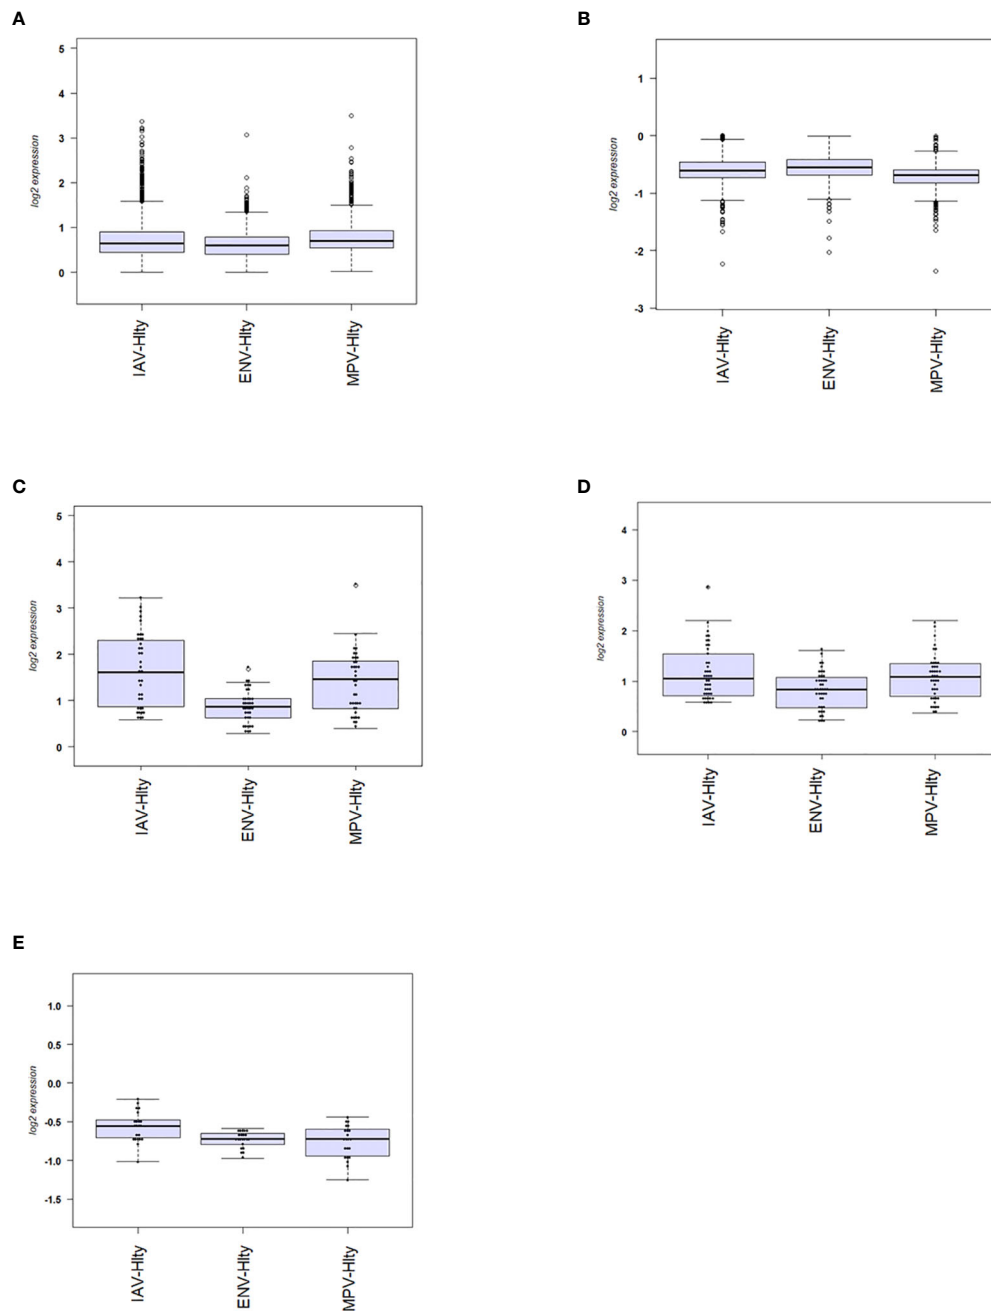 A
5
4
3
2
1
0
log2 expression
IAV-Hlty
ENV-Hlty
MPV-Hlty
B
1
0
-1
-2
-3
log2 expression
IAV-Hlty
ENV-Hlty
MPV-Hlty
C
5
4
3
2
1
0
log2 expression
IAV-Hlty
ENV-Hlty
MPV-Hlty
D
4
3
2
1
0
log2 expression
IAV-Hlty
ENV-Hlty
MPV-Hlty
E
1.0
0.5
0.0
-0.5
-1.0
-1.5
log2 expression
IAV-Hlty
ENV-Hlty
MPV-Hlty